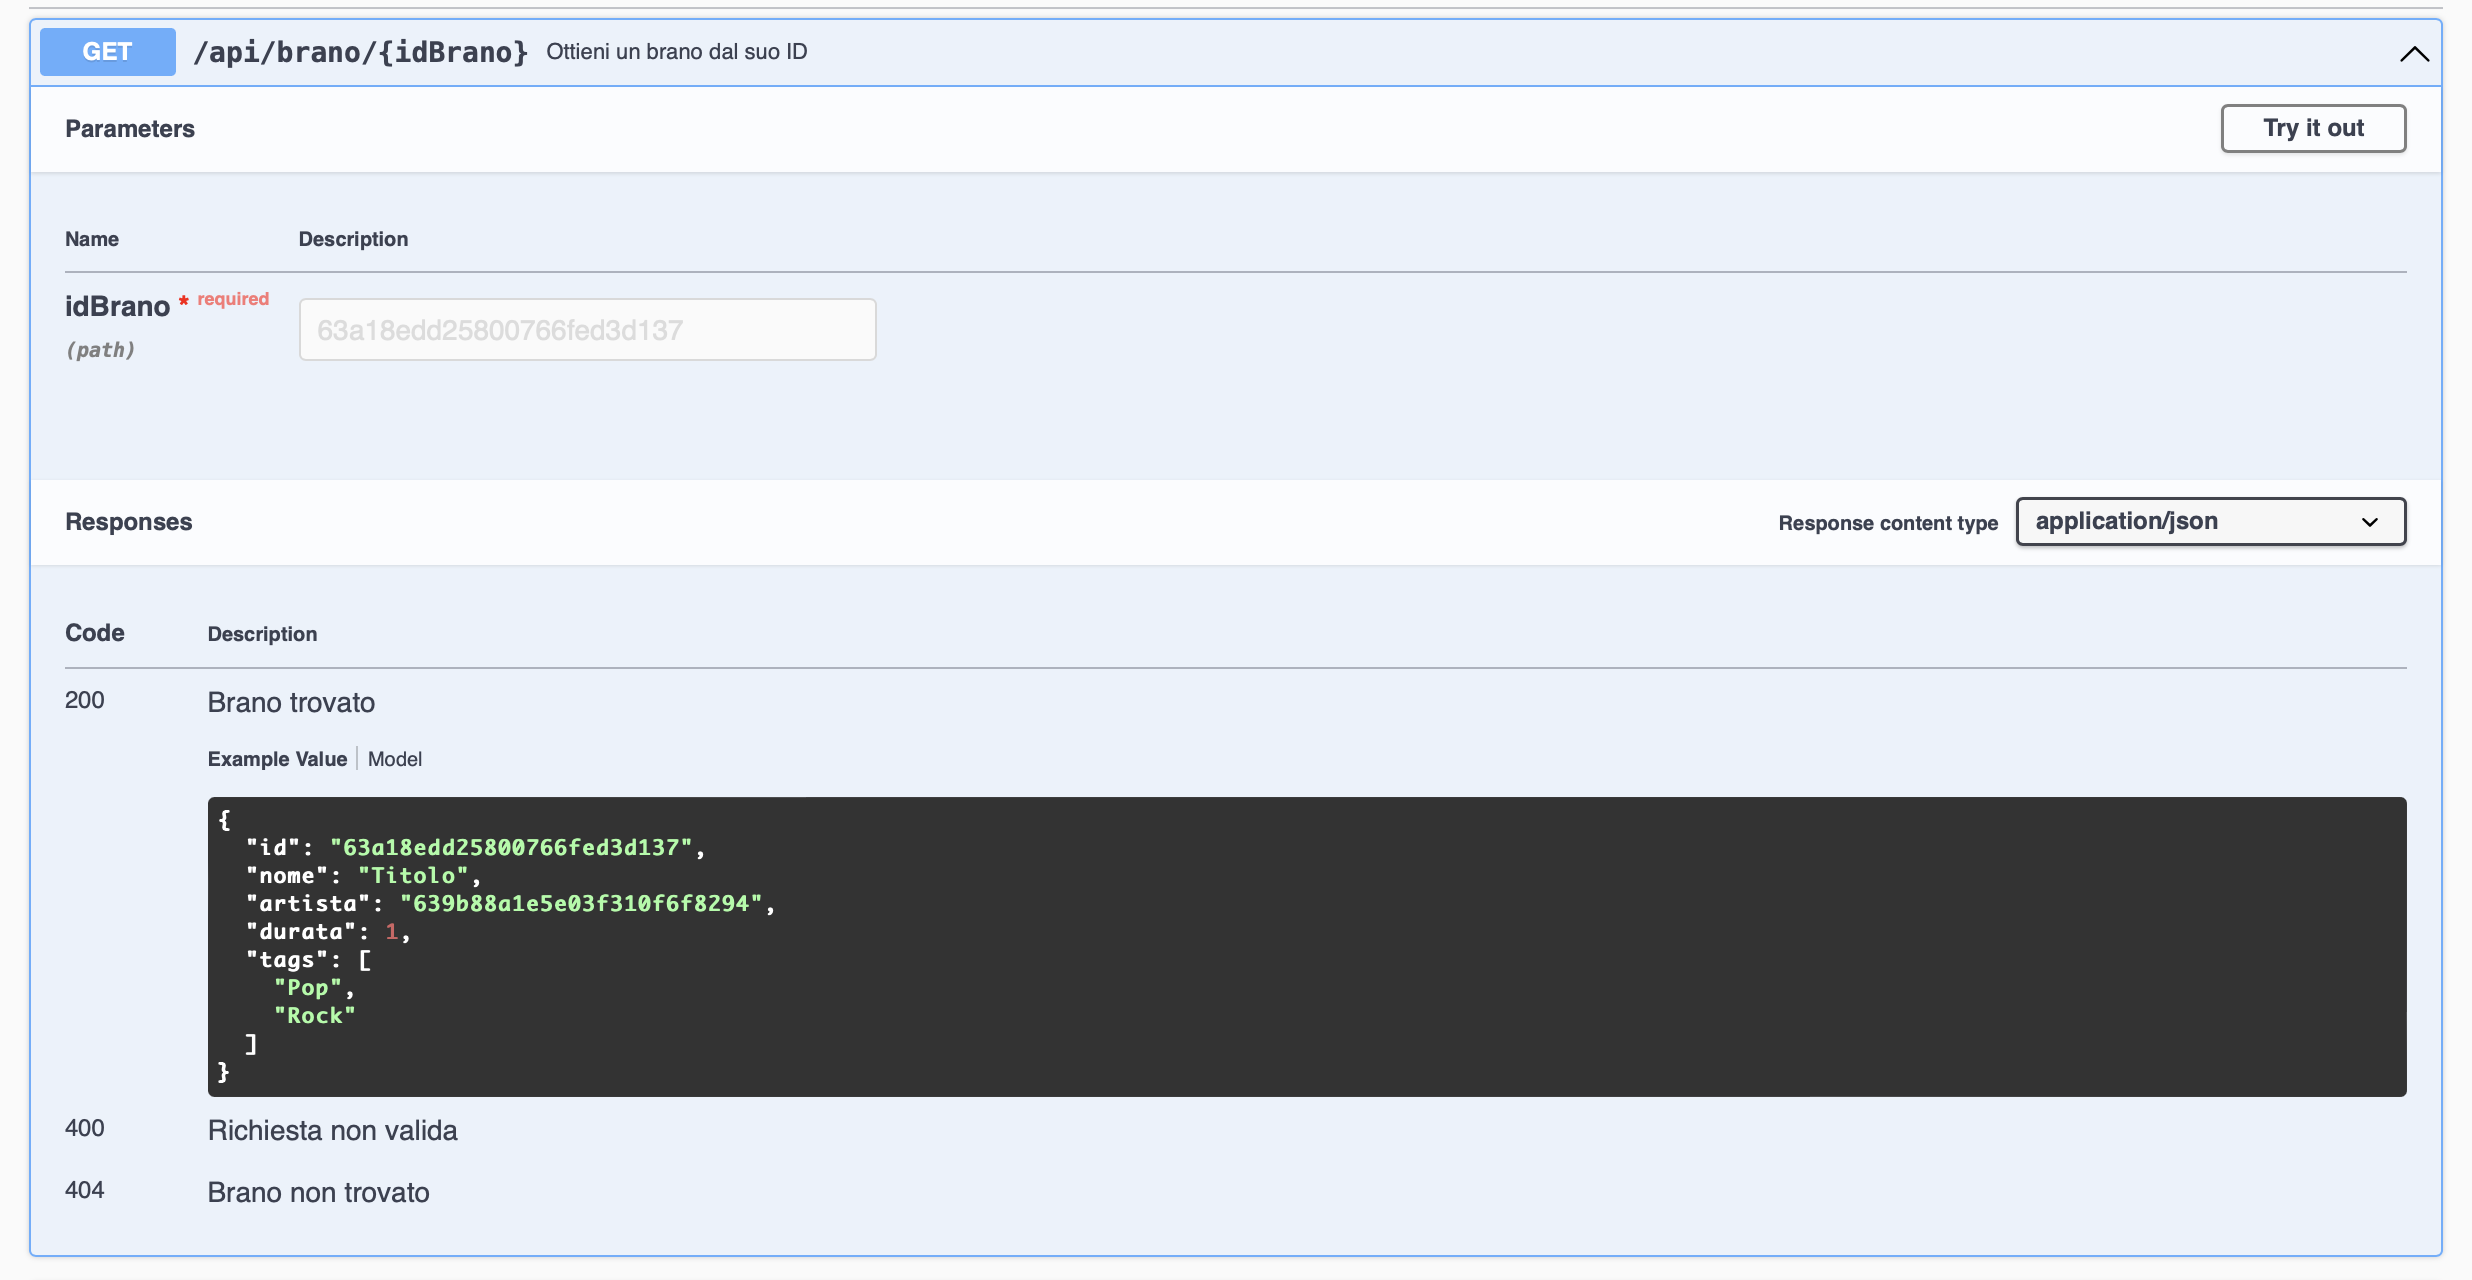 GET /api/brano/{idBrano} Ottieni un brano dal suo ID
Parameters
Try it out
Name Description
idBrano * required
(path)
63a18edd25800766fed3d137
Responses
Response content type application/json
Code Description
200 Brano trovato
Example Value Model
{
"id": "63a18edd25800766fed3d137",
"nome": "Titolo",
"artista": "639b88a1e5e03f310f6f8294",
"durata": 1,
"tags": [
"Pop",
"Rock"
]
}
400 Richiesta non valida
404 Brano non trovato